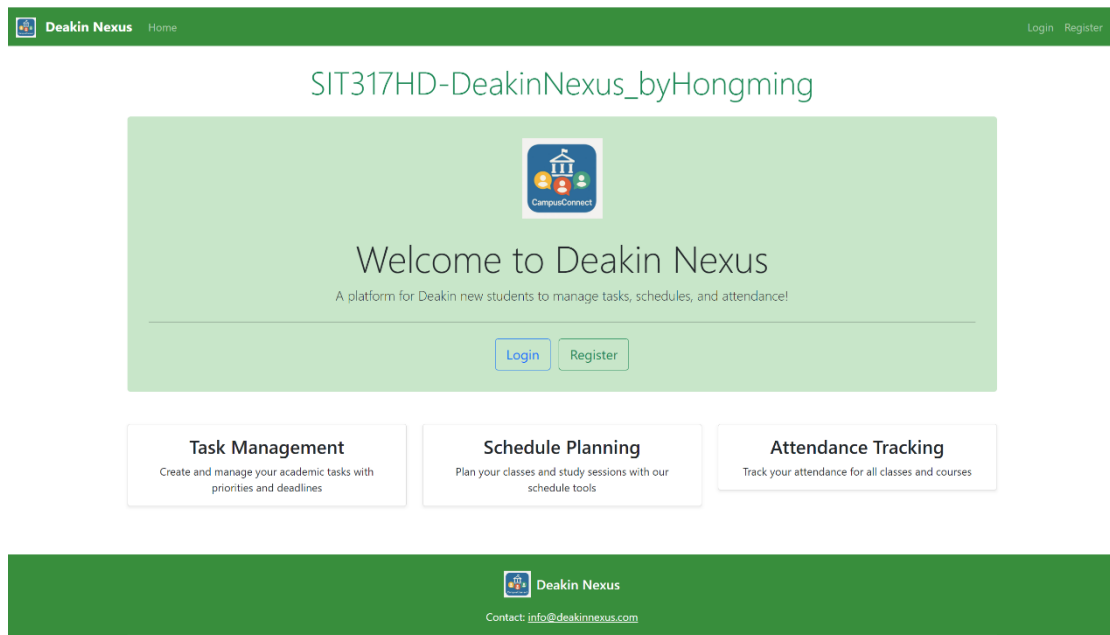 Deakin Nexus Home Login Register
SIT317HD-DeakinNexus_byHongming
CampusConnect
Welcome to Deakin Nexus
A platform for Deakin new students to manage tasks, schedules, and attendance!
Login Register
Task Management
Create and manage your academic tasks with
priorities and deadlines
Schedule Planning
Plan your classes and study sessions with our
schedule tools
Attendance Tracking
Track your attendance for all classes and courses
Deakin Nexus
Contact: info@deakinnexus.com